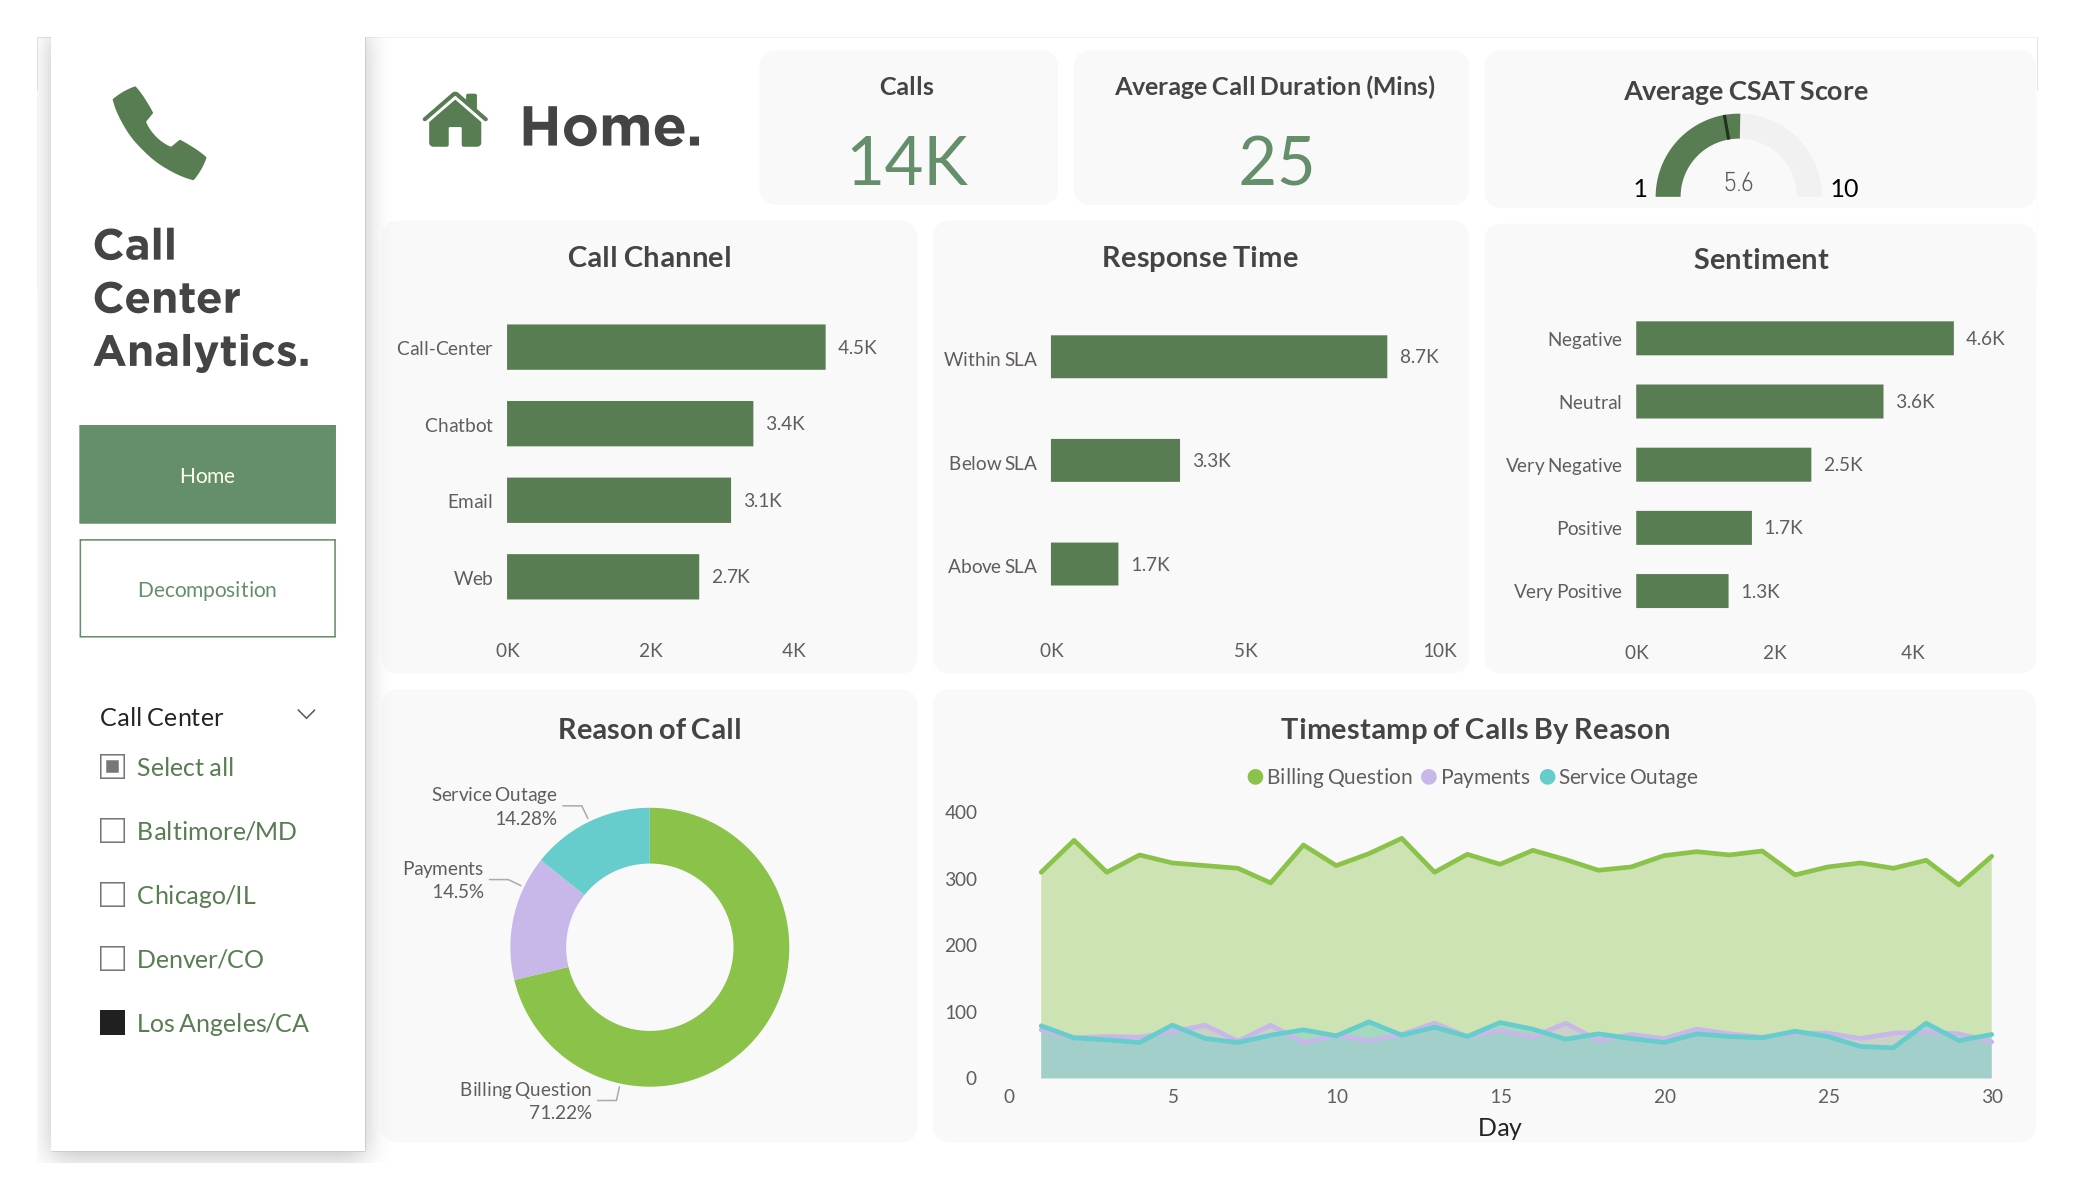 Call
Center
Analytics.
Home
Decomposition
Call Center
Select all
Baltimore/MD
Chicago/IL
Denver/CO
Los Angeles/CA
Home.
Calls
14K
Average Call Duration (Mins)
25
Average CSAT Score
1
5.6
10
Call Channel
Call-Center
4.5K
Chatbot
3.4K
Email
3.1K
Web
2.7K
0K 2K 4K
Response Time
Within SLA
8.7K
Below SLA
3.3K
Above SLA
1.7K
0K 5K 10K
Sentiment
Negative
4.6K
Neutral
3.6K
Very Negative
2.5K
Positive
1.7K
Very Positive
1.3K
0K 2K 4K
Reason of Call
Service Outage
14.28%
Payments
14.5%
Billing Question
71.22%
Timestamp of Calls By Reason
Billing Question Payments Service Outage
400
300
200
100
0
0 5 10 15 20 25 30
Day